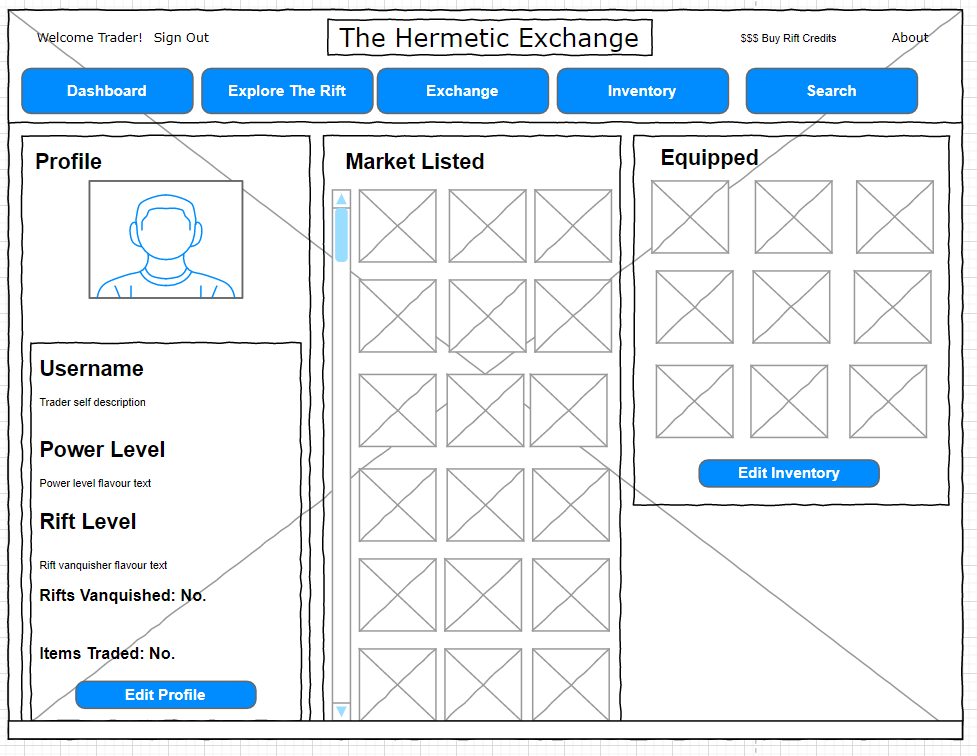 Welcome Trader! Sign Out
The Hermetic Exchange
$$$ Buy Rift Credits
About
Dashboard
Explore The Rift
Exchange
Inventory
Search
Profile
Username
Trader self description
Power Level
Power level flavour text
Rift Level
Rift vanquisher flavour text
Rifts Vanquished: No.
Items Traded: No.
Edit Profile
Market Listed
Equipped
Edit Inventory